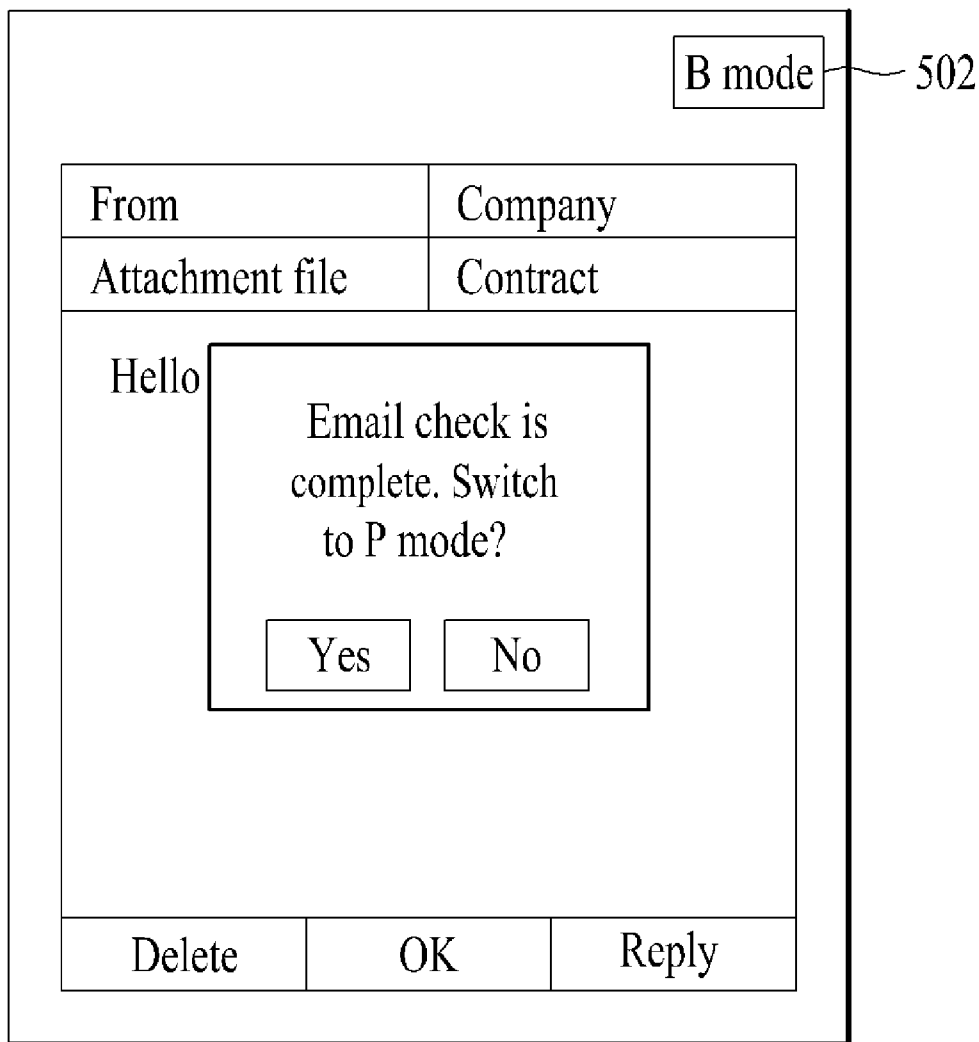 B mode 502
From Company
Attachment file Contract
Hello
Email check is
complete. Switch
to P mode?
Yes No
Delete OK Reply